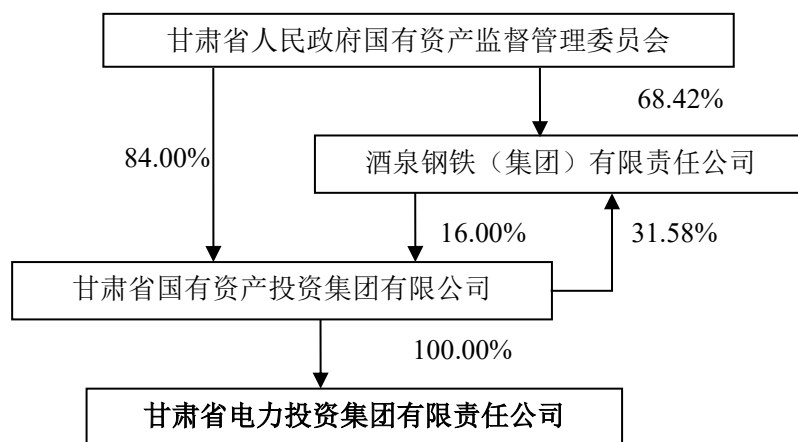 甘肃省人民政府国有资产监督管理委员会
68.42%
84.00%
酒泉钢铁（集团）有限责任公司
16.00%
31.58%
甘肃省国有资产投资集团有限公司
100.00%
甘肃省电力投资集团有限责任公司